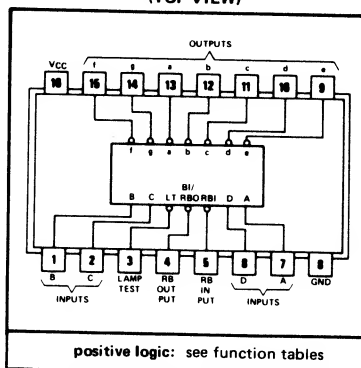 (TOP VIEW)
OUTPUTS
VCC f g a b c d e
16 15 14 13 12 11 10 9
f g a b c d e
BI/
B C LT RBO RBI D A
1 2 3 4 5 6 7 8
B C LAMP RB RB D A GND
TEST OUT IN
PUT PUT
INPUTS INPUTS
positive logic: see function tables